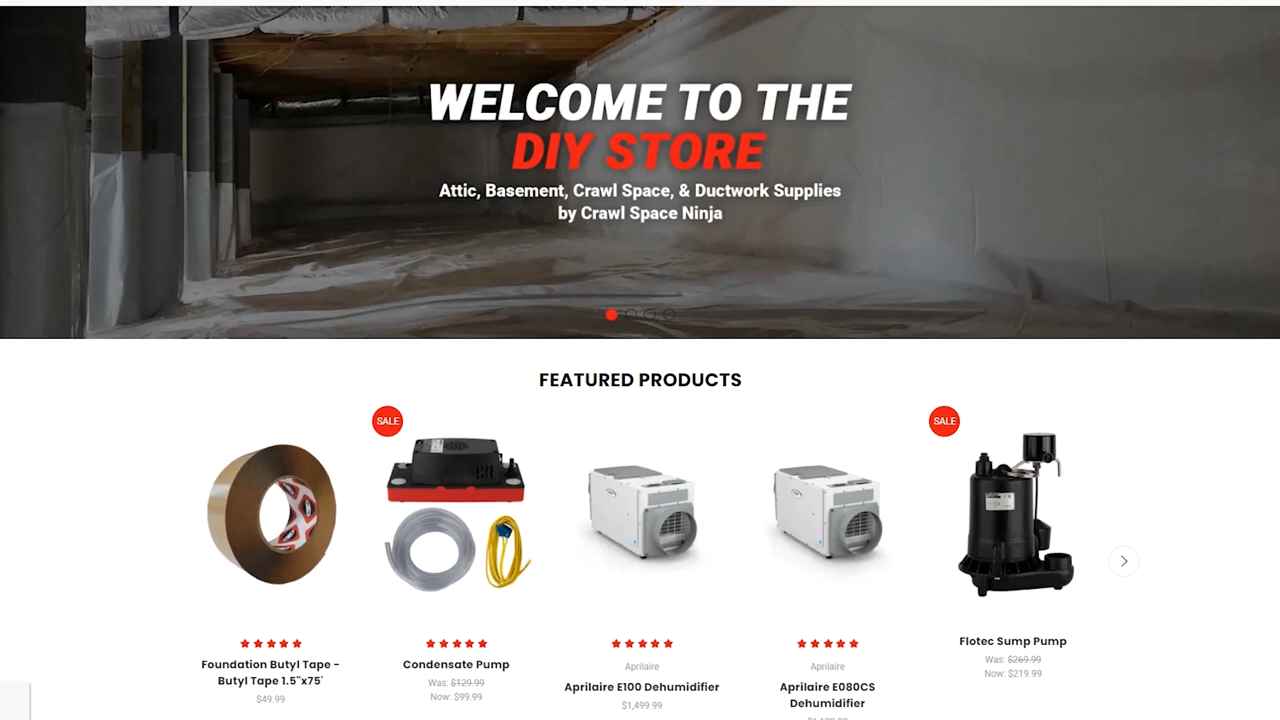 WELCOME TO THE
DIY STORE
Attic, Basement, Crawl Space, & Ductwork Supplies
by Crawl Space Ninja
FEATURED PRODUCTS
SALE
SALE
Foundation Butyl Tape -
Butyl Tape 1.5"x75'
$49.99
Condensate Pump
Was: $129.99
Now: $99.99
Aprilaire
Aprilaire E100 Dehumidifier
$1,499.99
Aprilaire
Aprilaire E080CS
Dehumidifier
Flotec Sump Pump
Was: $269.99
Now: $219.99